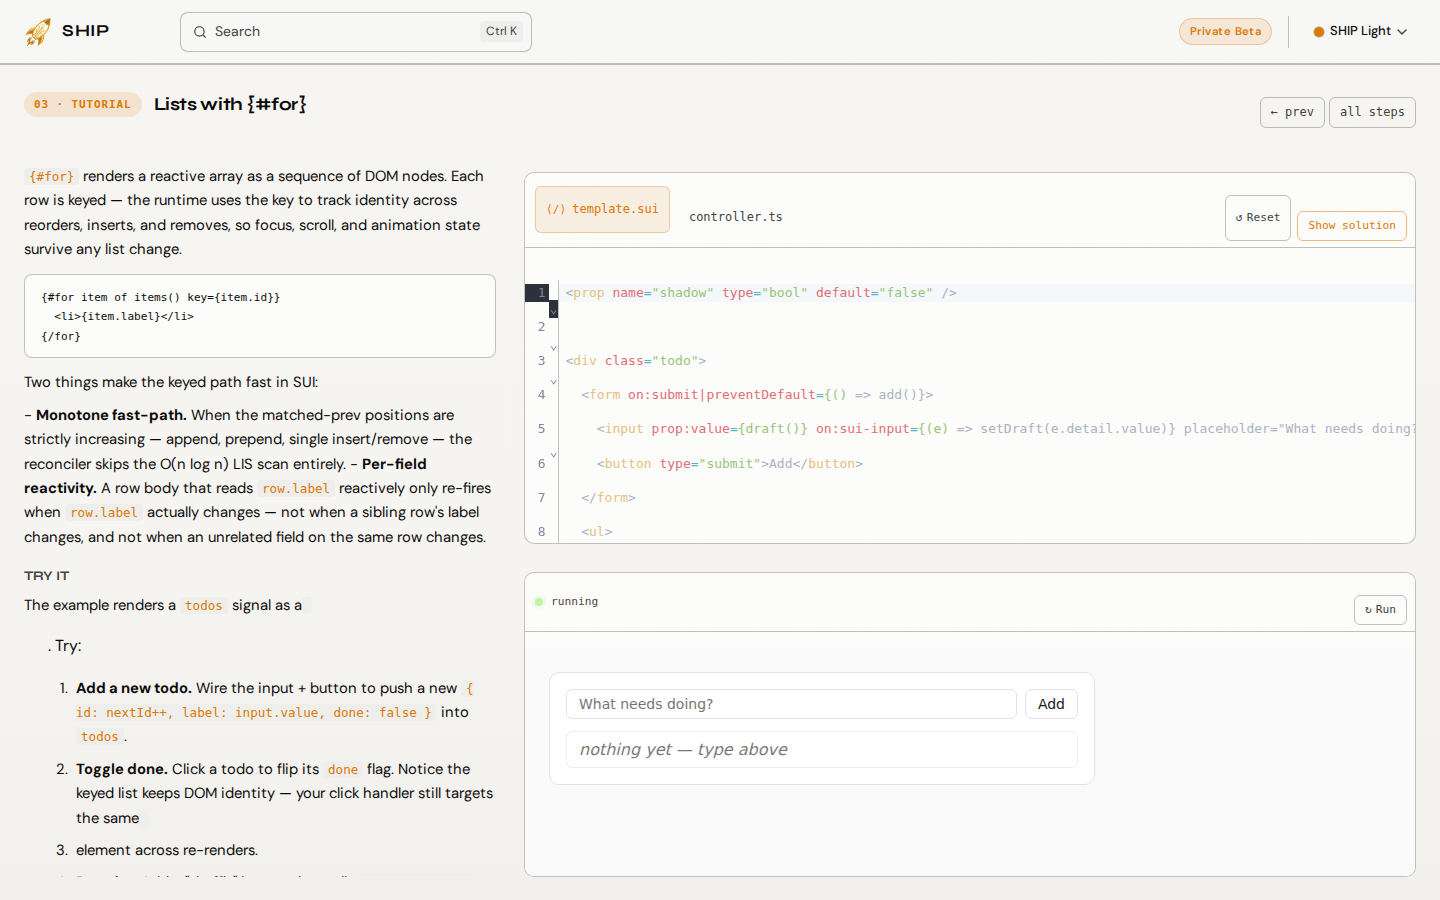 SHIP
Search
Ctrl K
Private Beta
SHIP Light
03 · TUTORIAL
Lists with {#for}
← prev
all steps
{#for} renders a reactive array as a sequence of DOM nodes. Each
row is keyed — the runtime uses the key to track identity across
reorders, inserts, and removes, so focus, scroll, and animation state
survive any list change.
{#for item of items() key={item.id}}
<li>{item.label}</li>
{/for}
Two things make the keyed path fast in SUI:
- Monotone fast-path. When the matched-prev positions are
strictly increasing — append, prepend, single insert/remove — the
reconciler skips the O(n log n) LIS scan entirely. - Per-field
reactivity. A row body that reads row.label reactively only re-fires
when row.label actually changes — not when a sibling row's label
changes, and not when an unrelated field on the same row changes.
TRY IT
The example renders a todos signal as a
. Try:
1. Add a new todo. Wire the input + button to push a new {
id: nextId++, label: input.value, done: false } into
todos .
2. Toggle done. Click a todo to flip its done flag. Notice the
keyed list keeps DOM identity — your click handler still targets
the same
3. element across re-renders.
⟨/⟩ template.sui
controller.ts
↺ Reset
Show solution
1 <prop name="shadow" type="bool" default="false" />
2
3 <div class="todo">
4 <form on:submit|preventDefault={() => add()}>
5 <input prop:value={draft()} on:sui-input={(e) => setDraft(e.detail.value)} placeholder="What needs doing?
6 <button type="submit">Add</button>
7 </form>
8 <ul>
running
↻ Run
What needs doing?
Add
nothing yet — type above